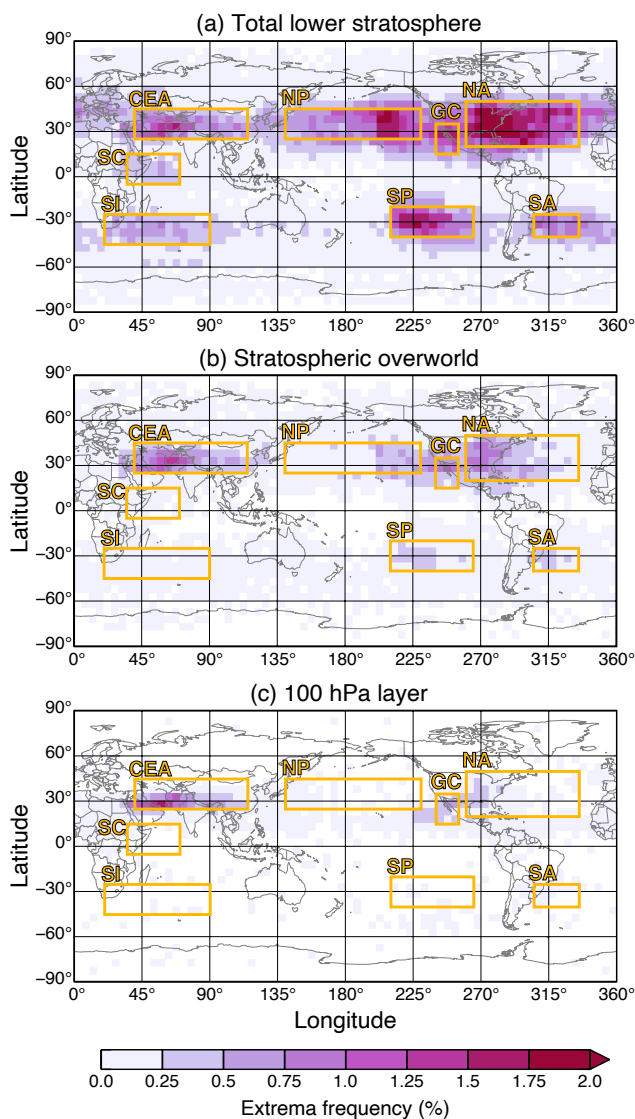 (a) Total lower stratosphere
90°
60°
30°
0°
−30°
−60°
−90°
Latitude
CEA
NP
NA
GC
SC
SI
SP
SA
0°
45°
90°
135°
180°
225°
270°
315°
360°
(b) Stratospheric overworld
90°
60°
30°
0°
−30°
−60°
−90°
Latitude
CEA
NP
NA
GC
SC
SI
SP
SA
0°
45°
90°
135°
180°
225°
270°
315°
360°
(c) 100 hPa layer
90°
60°
30°
0°
−30°
−60°
−90°
Latitude
CEA
NP
NA
GC
SC
SI
SP
SA
0°
45°
90°
135°
180°
225°
270°
315°
360°
Longitude
0.0 0.25 0.5 0.75 1.0 1.25 1.5 1.75 2.0
Extrema frequency (%)